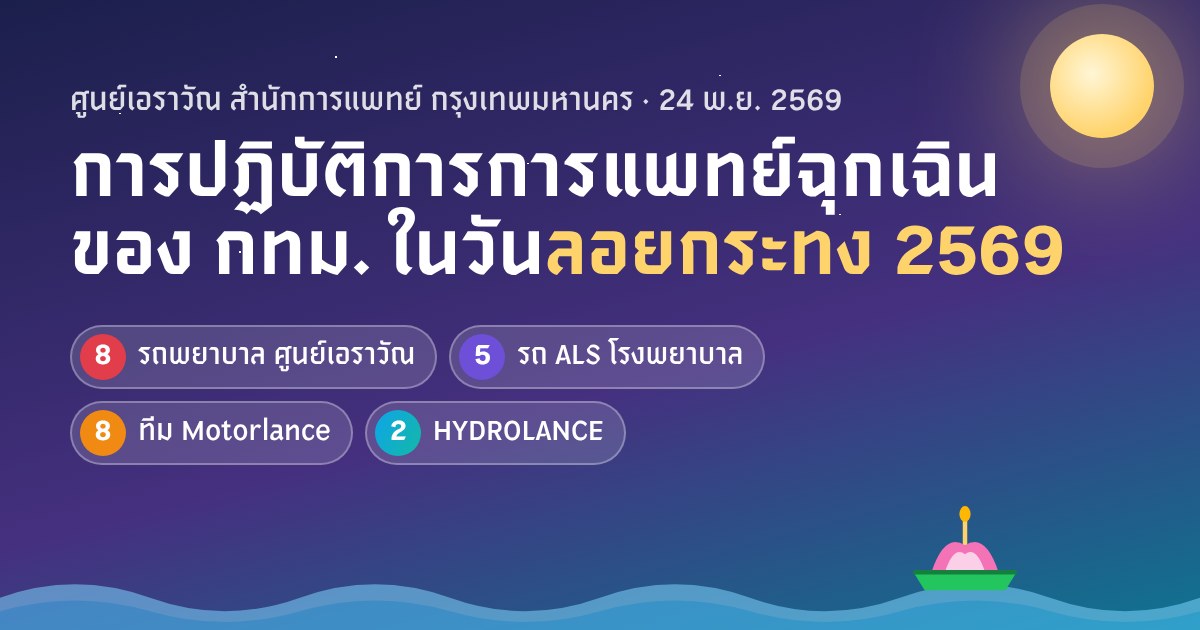 ศูนย์เอราวัณ สำนักการแพทย์ กรุงเทพมหานคร · 24 พ.ย. 2569
การปฏิบัติการการแพทย์ฉุกเฉิน
ของ กทม. ในวันลอยกระทง 2569
8 รถพยาบาล ศูนย์เอราวัณ
5 รถ ALS โรงพยาบาล
8 ทีม Motorlance
2 HYDROLANCE